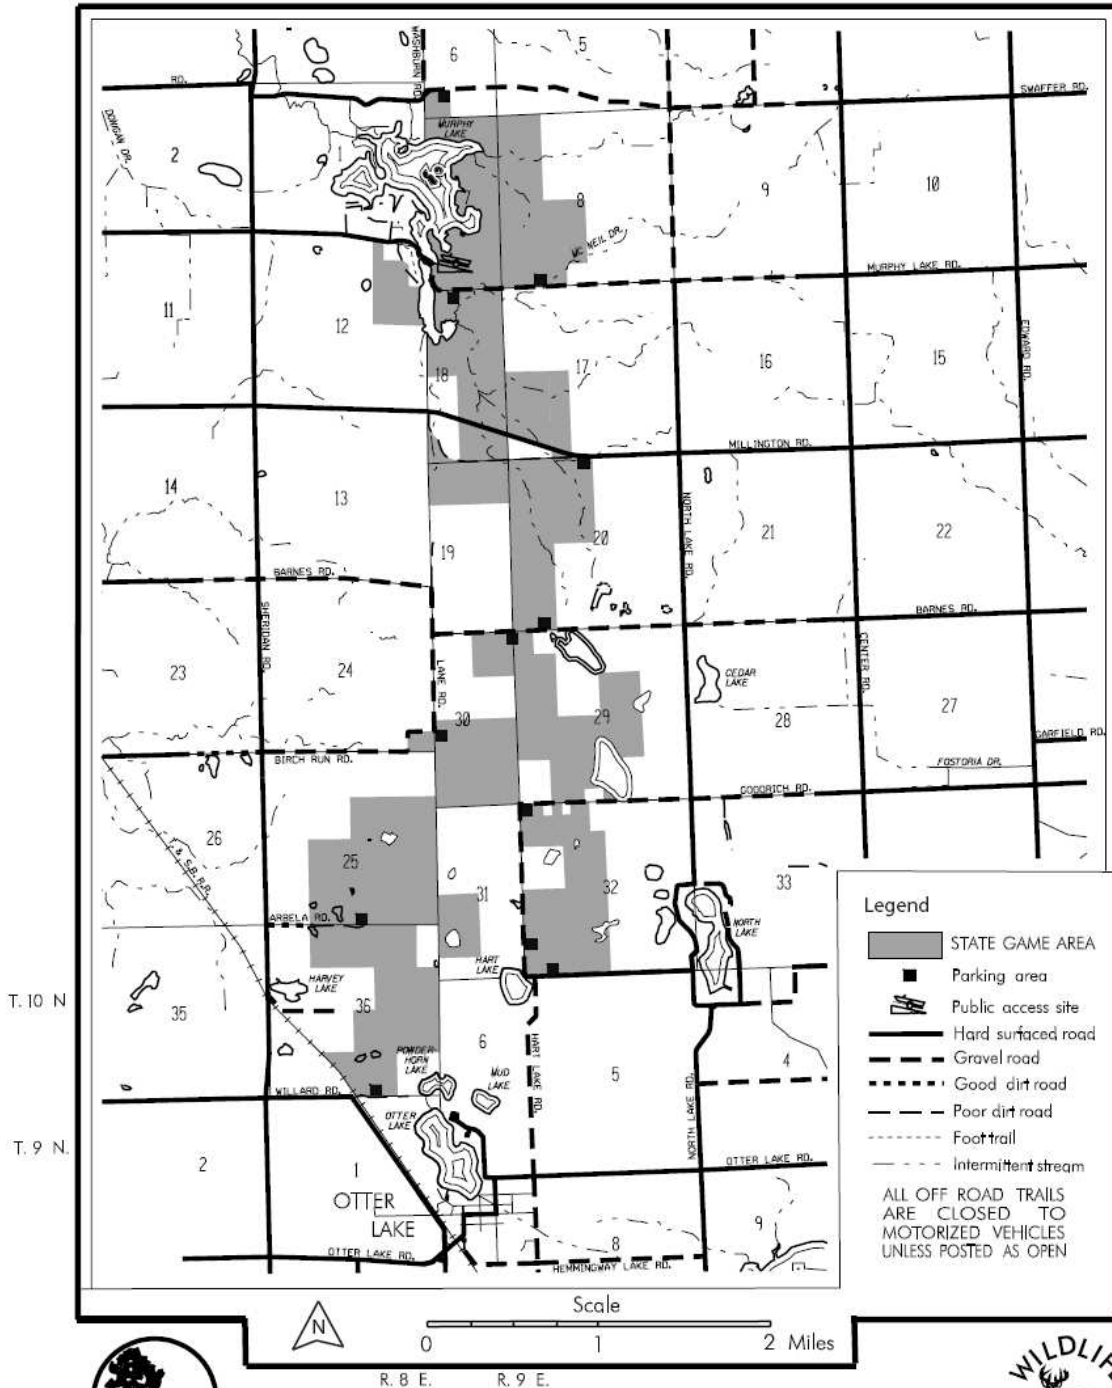 WASHBURN RD.
6
5
RD.
SWAFFER RD.
DONIGAN DR.
MURPHY
LAKE
2
1
8
9
10
MC NEIL DR.
MURPHY LAKE RD.
11
12
EDWARD RD.
18
17
16
15
MILLINGTON RD.
14
13
NORTH LAKE RD.
19
20
21
22
BARNES RD.
BARNES RD.
SHERIDAN RD.
CENTER RD.
23
24
LANE RD.
CEDAR
LAKE
30
29
28
27
GARFIELD RD.
BIRCH RUN RD.
FOSTORIA DR.
GOODRICH RD.
26
& S.B. R.R.
25
31
32
33
ARBELA RD.
NORTH
LAKE
HART
LAKE
HARVEY
LAKE
T. 10 N
35
36
6
5
4
HART LAKE RD.
POWDER-
HORN
LAKE
MUD
LAKE
WILLARD RD.
OTTER
LAKE
NORTH LAKE RD.
T. 9 N.
2
1
OTTER LAKE RD.
OTTER
LAKE
9
8
OTTER LAKE RD.
HEMMINGWAY LAKE RD.
Legend
STATE GAME AREA
Parking area
Public access site
Hard surfaced road
Gravel road
Good dirt road
Poor dirt road
Foot trail
Intermittent stream
ALL OFF ROAD TRAILS
ARE CLOSED TO
MOTORIZED VEHICLES
UNLESS POSTED AS OPEN
N
Scale
0 1 2 Miles
R. 8 E. R. 9 E.